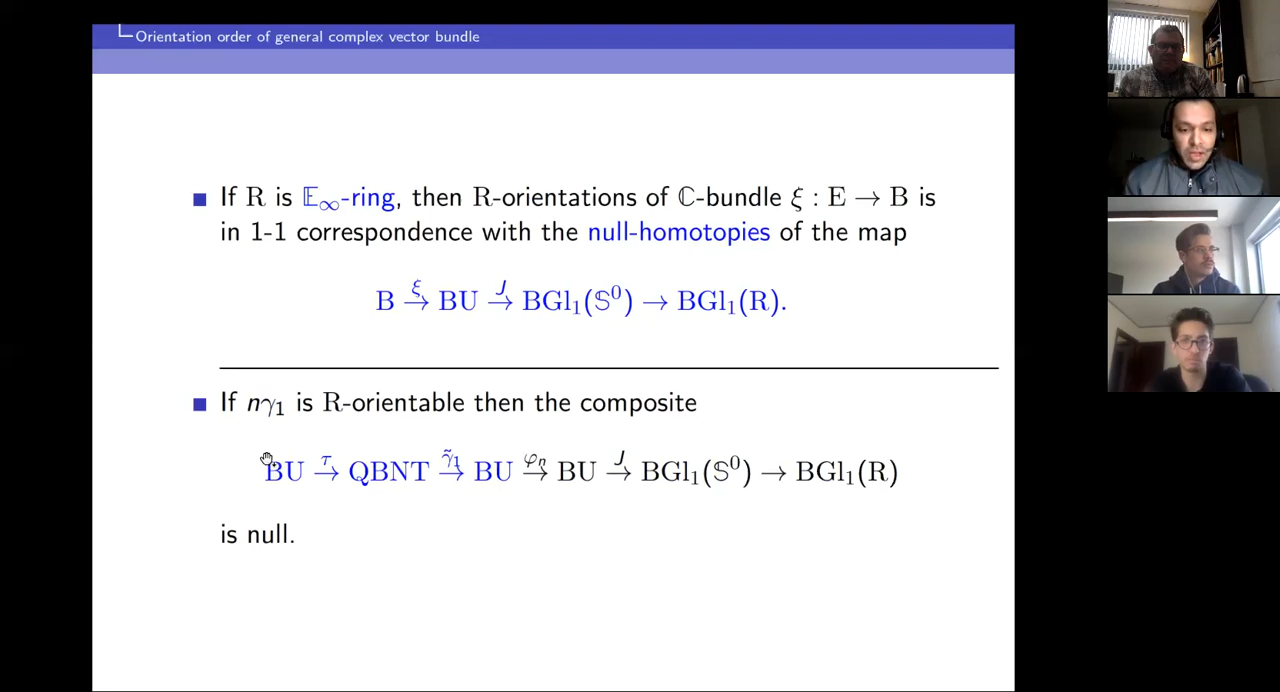 Orientation order of general complex vector bundle
If R is 𝔼∞-ring, then R-orientations of ℂ-bundle ξ : E → B is
in 1-1 correspondence with the null-homotopies of the map
B →^ξ BU →^J BGl₁(𝕊⁰) → BGl₁(R).
If nγ₁ is R-orientable then the composite
BU →^τ QBNT →^γ̃₁ BU →^φₙ BU →^J BGl₁(𝕊⁰) → BGl₁(R)
is null.